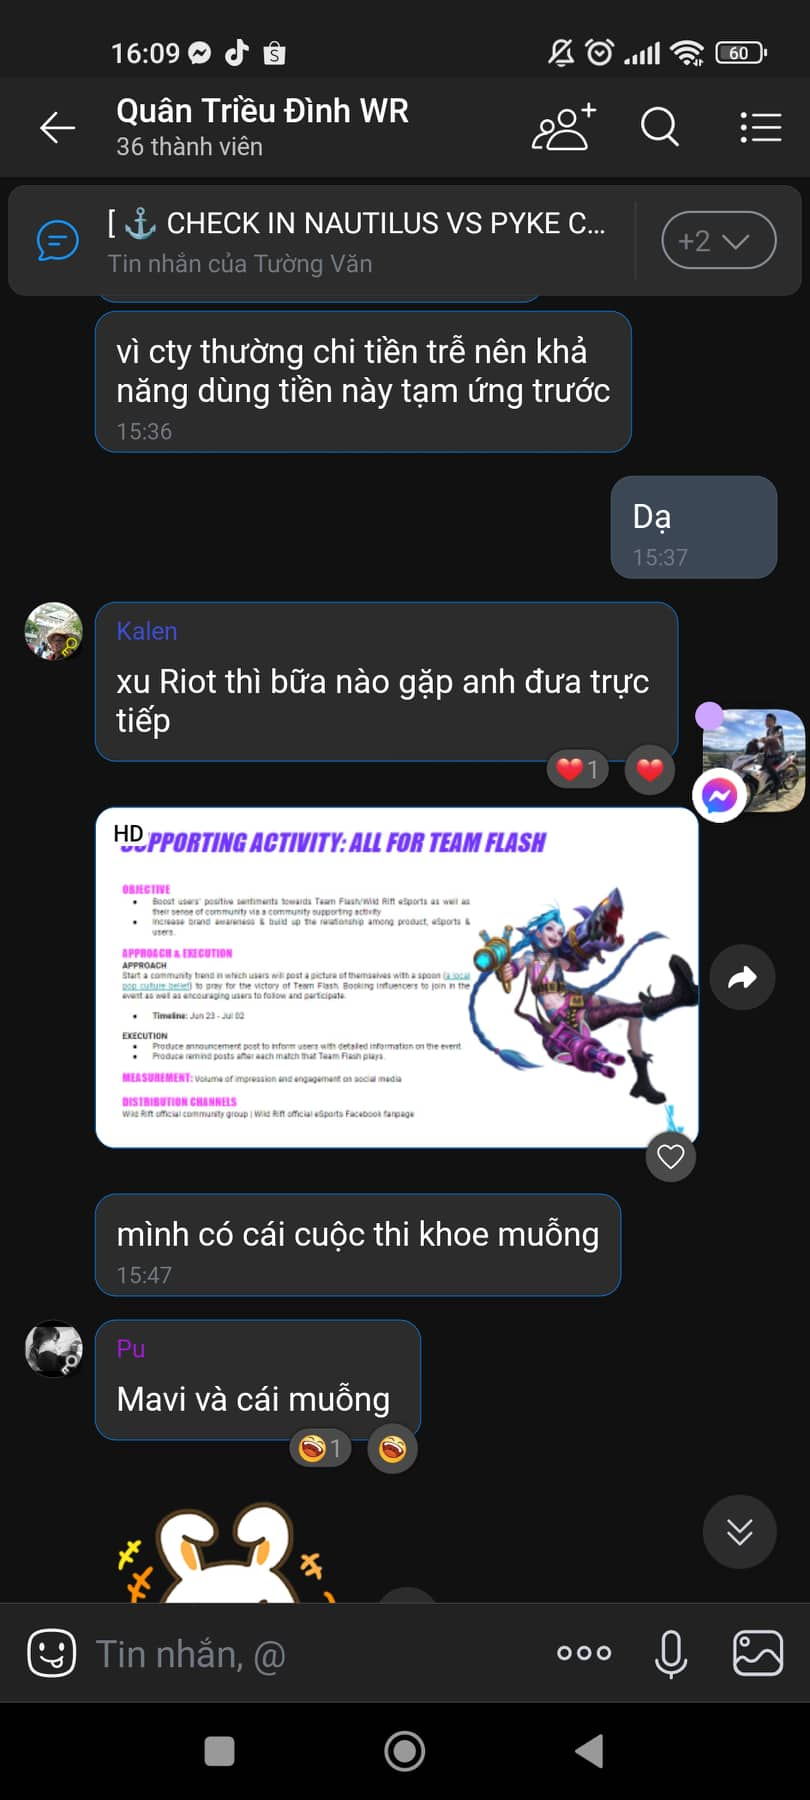 16:09
60
Quân Triều Đình WR
36 thành viên
[ ⚓ CHECK IN NAUTILUS VS PYKE C...
Tin nhắn của Tường Văn
+2
vì cty thường chi tiền trễ nên khả
năng dùng tiền này tạm ứng trước
15:36
Dạ
15:37
Kalen
xu Riot thì bữa nào gặp anh đưa trực
tiếp
1
HD
SUPPORTING ACTIVITY: ALL FOR TEAM FLASH
OBJECTIVE
• Boost users' positive sentiments towards Team Flash/Wild Rift eSports as well as
their sense of community via a community supporting activity
• Increase brand awareness & build up the relationship among product, eSports &
users.
APPROACH & EXECUTION
APPROACH
Start a community trend in which users will post a picture of themselves with a spoon (a local
pop culture belief) to pray for the victory of Team Flash. Booking influencers to join in the
event as well as encouraging users to follow and participate.
• Timeline: Jun 23 - Jul 02
EXECUTION
• Produce announcement post to inform users with detailed information on the event.
• Produce remind posts after each match that Team Flash plays.
MEASUREMENT: Volume of impression and engagement on social media
DISTRIBUTION CHANNELS
Wild Rift official community group | Wild Rift official eSports Facebook fanpage
mình có cái cuộc thi khoe muỗng
15:47
Pu
Mavi và cái muỗng
1
Tin nhắn, @